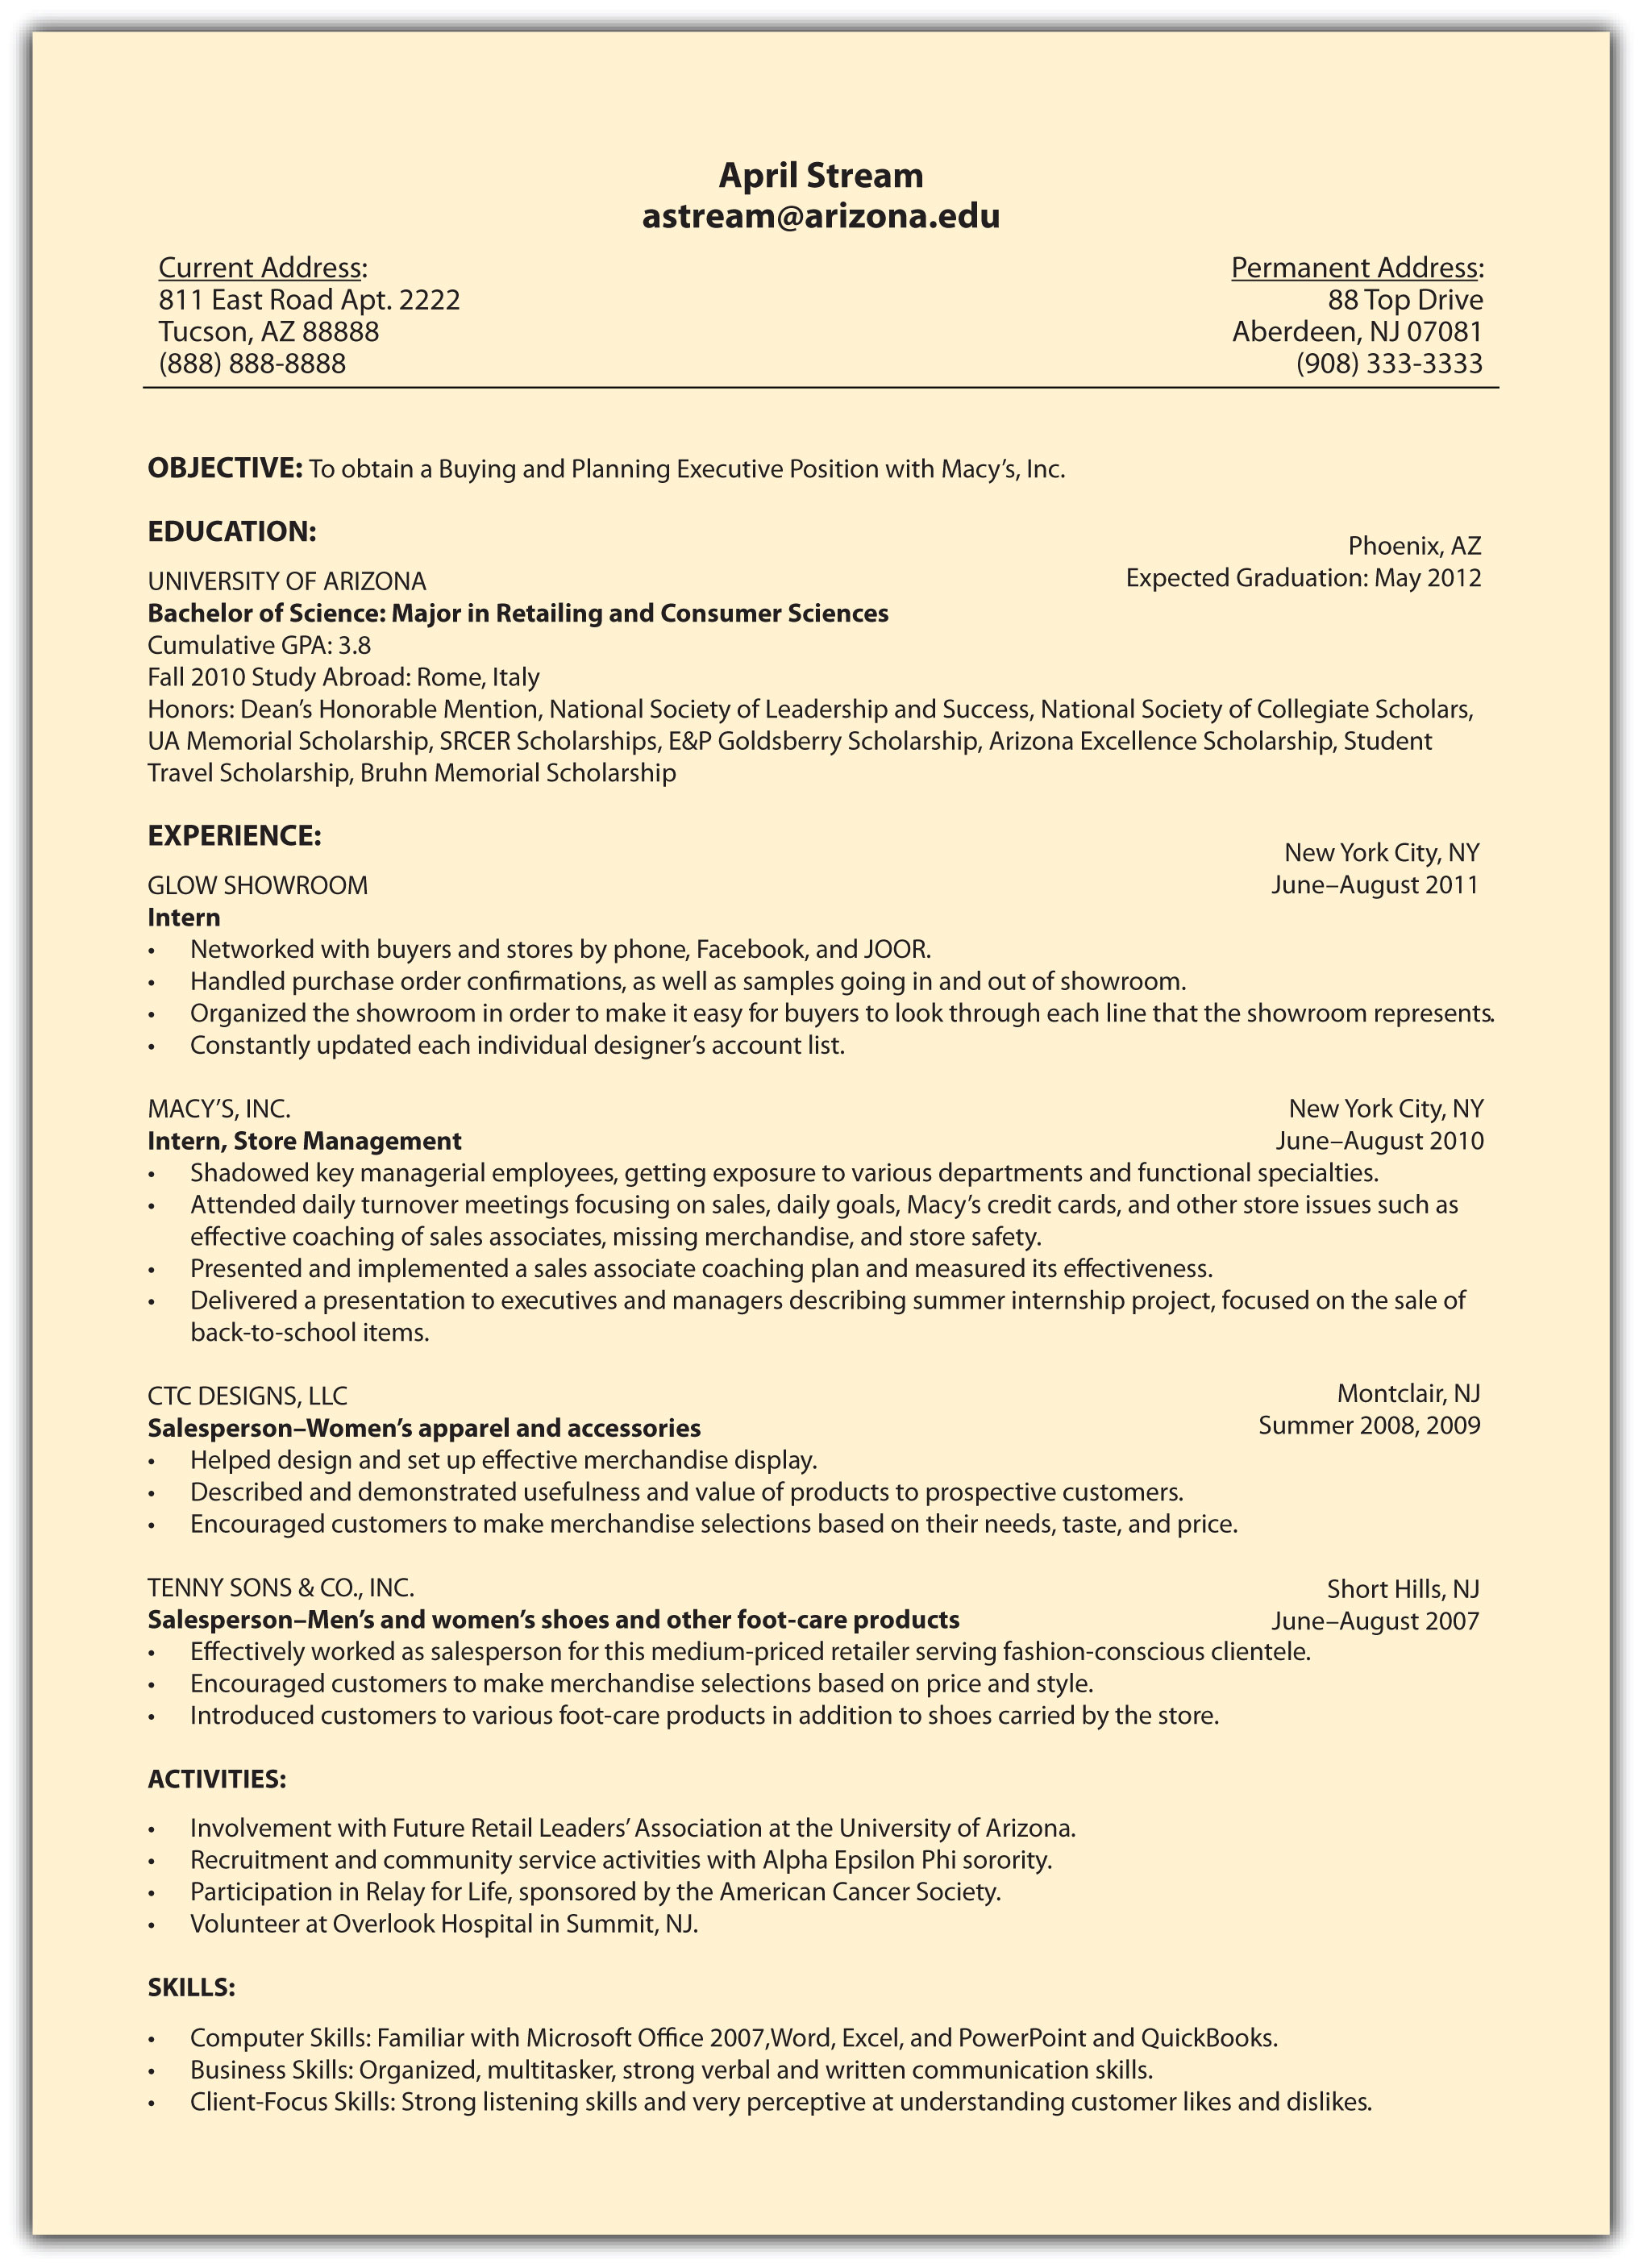 April Stream
astream@arizona.edu
Current Address:
811 East Road Apt. 2222
Tucson, AZ 88888
(888) 888-8888
Permanent Address:
88 Top Drive
Aberdeen, NJ 07081
(908) 333-3333
OBJECTIVE: To obtain a Buying and Planning Executive Position with Macy’s, Inc.
EDUCATION:
Phoenix, AZ
UNIVERSITY OF ARIZONA
Expected Graduation: May 2012
Bachelor of Science: Major in Retailing and Consumer Sciences
Cumulative GPA: 3.8
Fall 2010 Study Abroad: Rome, Italy
Honors: Dean’s Honorable Mention, National Society of Leadership and Success, National Society of Collegiate Scholars,
UA Memorial Scholarship, SRCER Scholarships, E&P Goldsberry Scholarship, Arizona Excellence Scholarship, Student
Travel Scholarship, Bruhn Memorial Scholarship
EXPERIENCE:
New York City, NY
GLOW SHOWROOM
June–August 2011
Intern
• Networked with buyers and stores by phone, Facebook, and JOOR.
• Handled purchase order confirmations, as well as samples going in and out of showroom.
• Organized the showroom in order to make it easy for buyers to look through each line that the showroom represents.
• Constantly updated each individual designer’s account list.
MACY’S, INC.
New York City, NY
Intern, Store Management
June–August 2010
• Shadowed key managerial employees, getting exposure to various departments and functional specialties.
• Attended daily turnover meetings focusing on sales, daily goals, Macy’s credit cards, and other store issues such as
effective coaching of sales associates, missing merchandise, and store safety.
• Presented and implemented a sales associate coaching plan and measured its effectiveness.
• Delivered a presentation to executives and managers describing summer internship project, focused on the sale of
back-to-school items.
CTC DESIGNS, LLC
Montclair, NJ
Salesperson–Women’s apparel and accessories
Summer 2008, 2009
• Helped design and set up effective merchandise display.
• Described and demonstrated usefulness and value of products to prospective customers.
• Encouraged customers to make merchandise selections based on their needs, taste, and price.
TENNY SONS & CO., INC.
Short Hills, NJ
Salesperson–Men’s and women’s shoes and other foot-care products
June–August 2007
• Effectively worked as salesperson for this medium-priced retailer serving fashion-conscious clientele.
• Encouraged customers to make merchandise selections based on price and style.
• Introduced customers to various foot-care products in addition to shoes carried by the store.
ACTIVITIES:
• Involvement with Future Retail Leaders’ Association at the University of Arizona.
• Recruitment and community service activities with Alpha Epsilon Phi sorority.
• Participation in Relay for Life, sponsored by the American Cancer Society.
• Volunteer at Overlook Hospital in Summit, NJ.
SKILLS:
• Computer Skills: Familiar with Microsoft Office 2007,Word, Excel, and PowerPoint and QuickBooks.
• Business Skills: Organized, multitasker, strong verbal and written communication skills.
• Client-Focus Skills: Strong listening skills and very perceptive at understanding customer likes and dislikes.